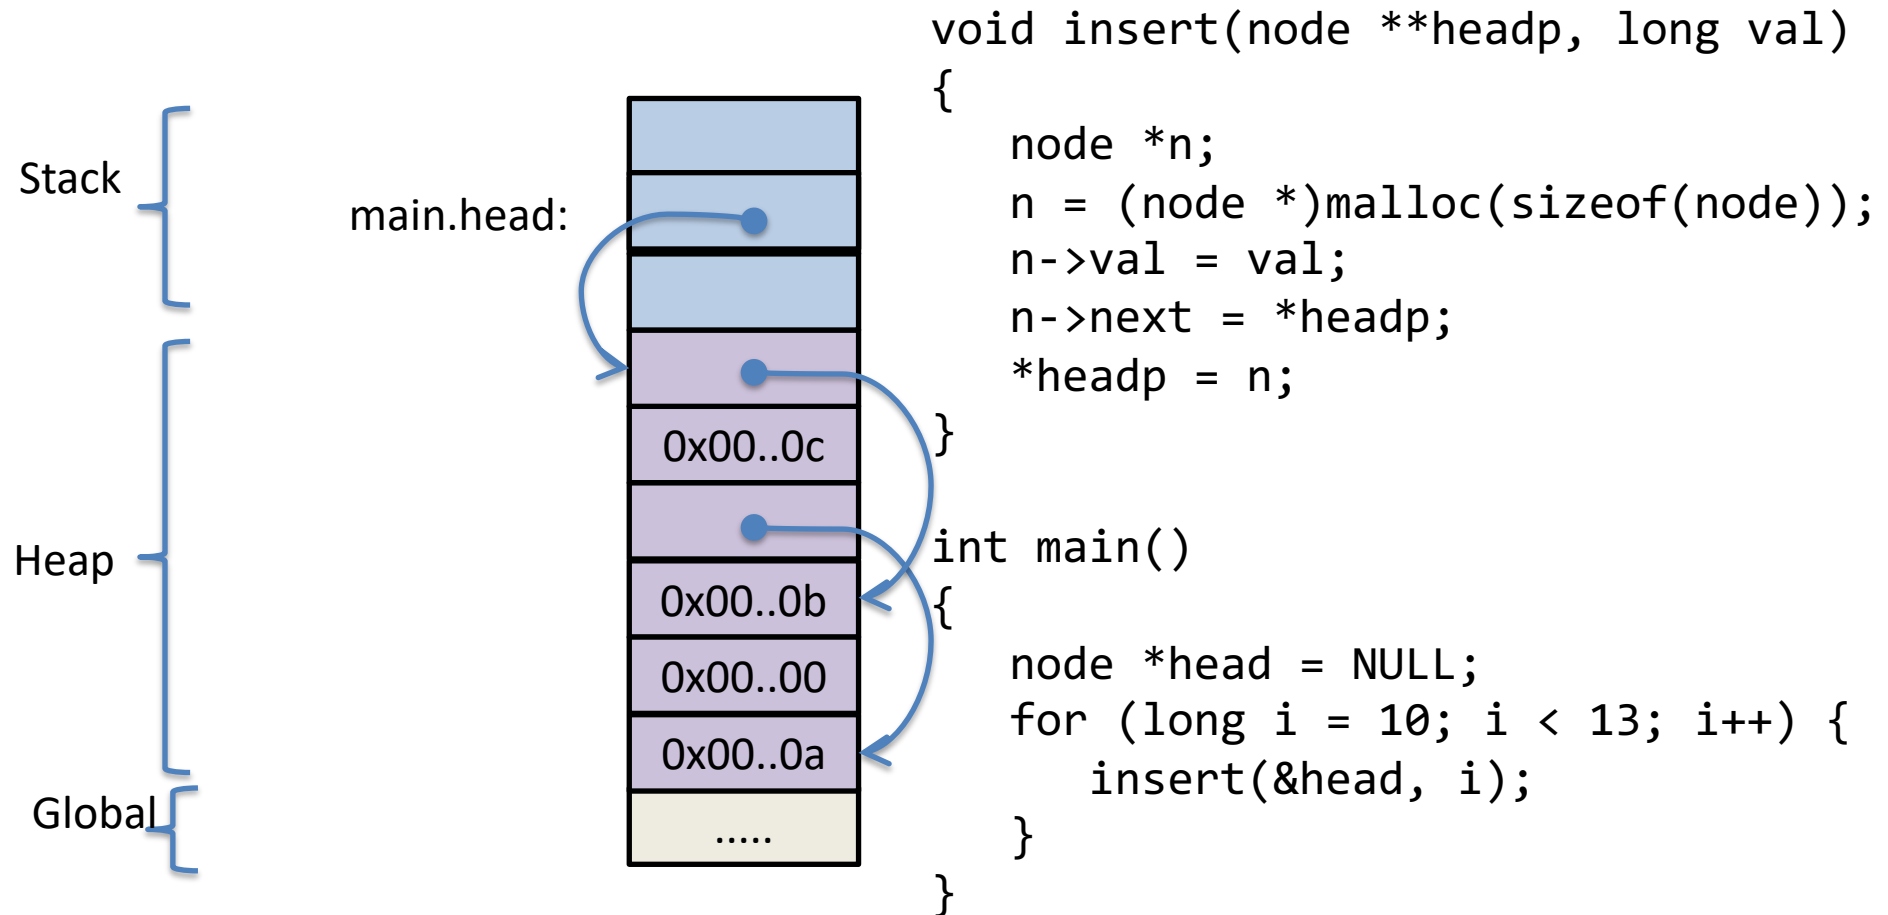 Stack
main.head:
Heap
0x00..0c
0x00..0b
0x00..00
0x00..0a
Global
.....
void insert(node **headp, long val)
{
   node *n;
   n = (node *)malloc(sizeof(node));
   n->val = val;
   n->next = *headp;
   *headp = n;
}
int main()
{
   node *head = NULL;
   for (long i = 10; i < 13; i++) {
      insert(&head, i);
   }
}